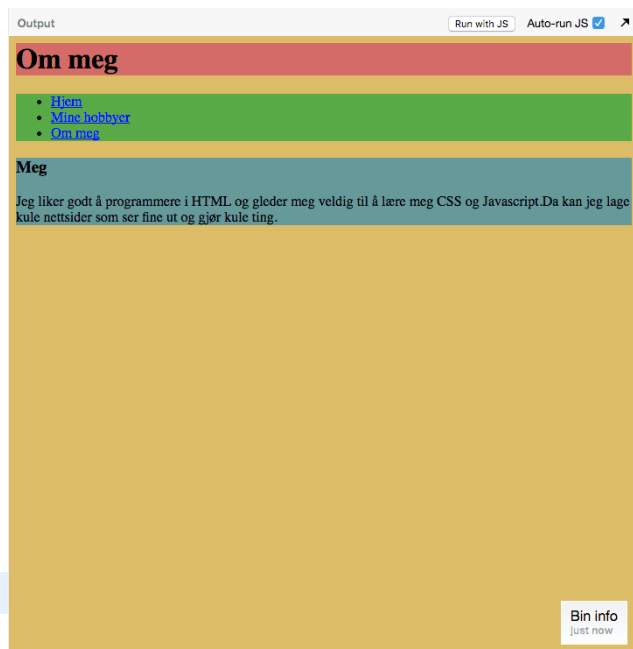 Output Run with JS Auto-run JS
Om meg
Hjem
Mine hobbyer
Om meg
Meg
Jeg liker godt å programmere i HTML og gleder meg veldig til å lære meg CSS og Javascript.Da kan jeg lage
kule nettsider som ser fine ut og gjør kule ting.
Bin info
just now